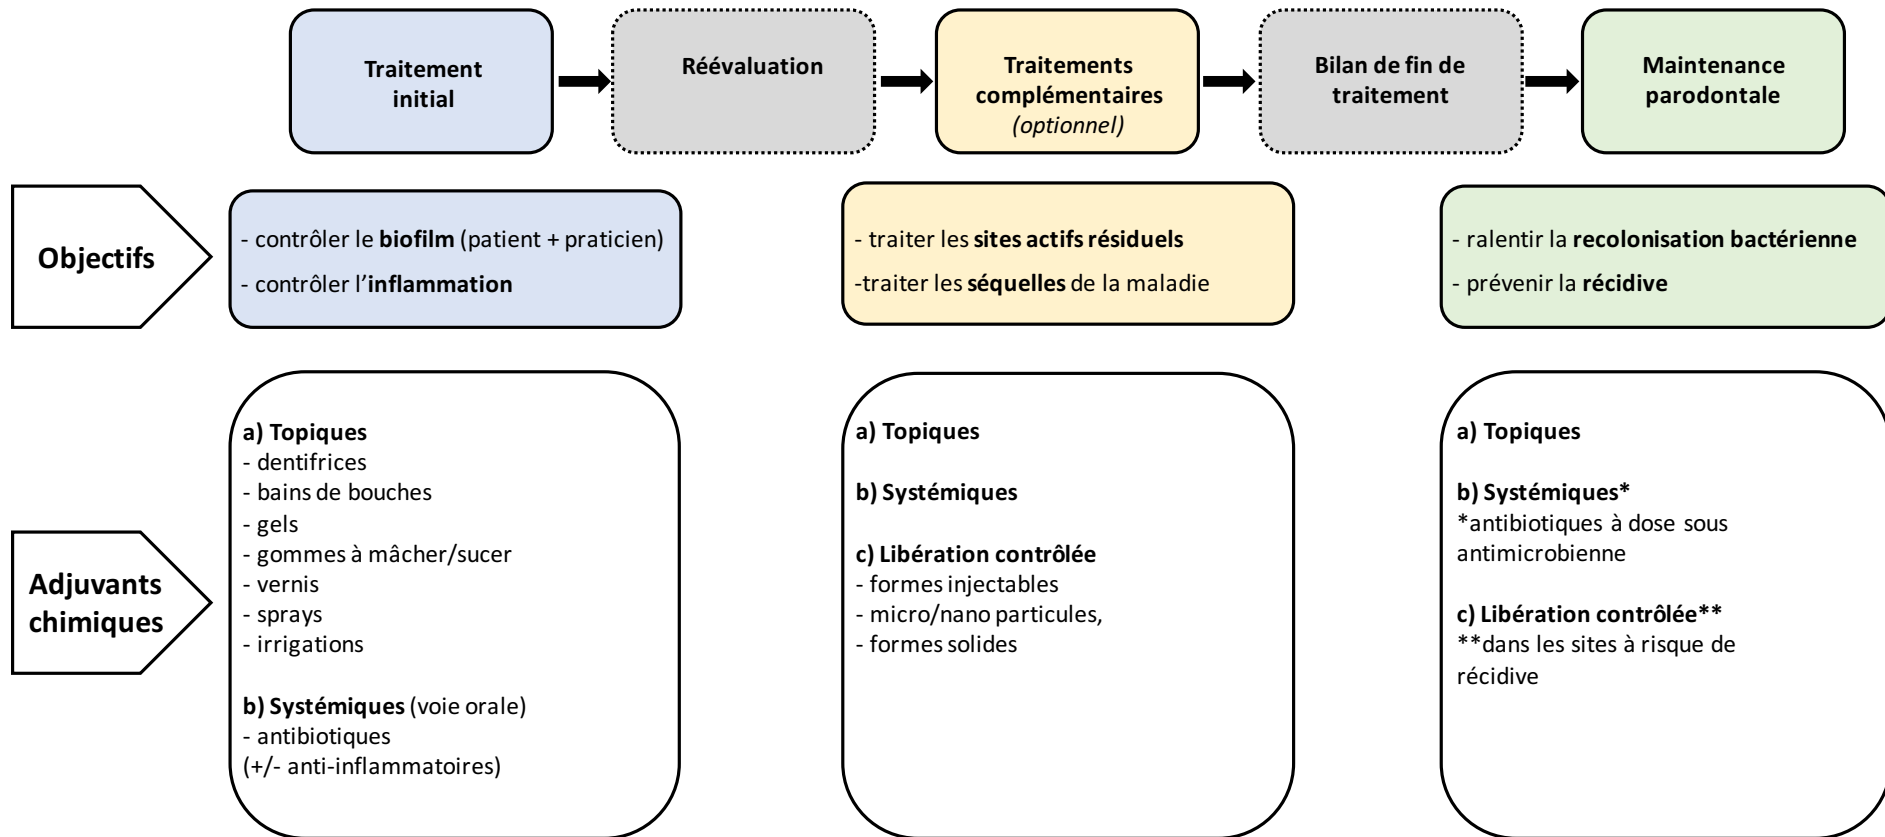 Traitement
initial
Réévaluation
Traitements
complémentaires
(optionnel)
Bilan de fin de
traitement
Maintenance
parodontale
Objectifs
- contrôler le biofilm (patient + praticien)
- contrôler l’inflammation
- traiter les sites actifs résiduels
-traiter les séquelles de la maladie
- ralentir la recolonisation bactérienne
- prévenir la récidive
Adjuvants
chimiques
a) Topiques
- dentifrices
- bains de bouches
- gels
- gommes à mâcher/sucer
- vernis
- sprays
- irrigations
b) Systémiques (voie orale)
- antibiotiques
(+/- anti-inflammatoires)
a) Topiques
b) Systémiques
c) Libération contrôlée
- formes injectables
- micro/nano particules,
- formes solides
a) Topiques
b) Systémiques*
*antibiotiques à dose sous
antimicrobienne
c) Libération contrôlée**
**dans les sites à risque de
récidive